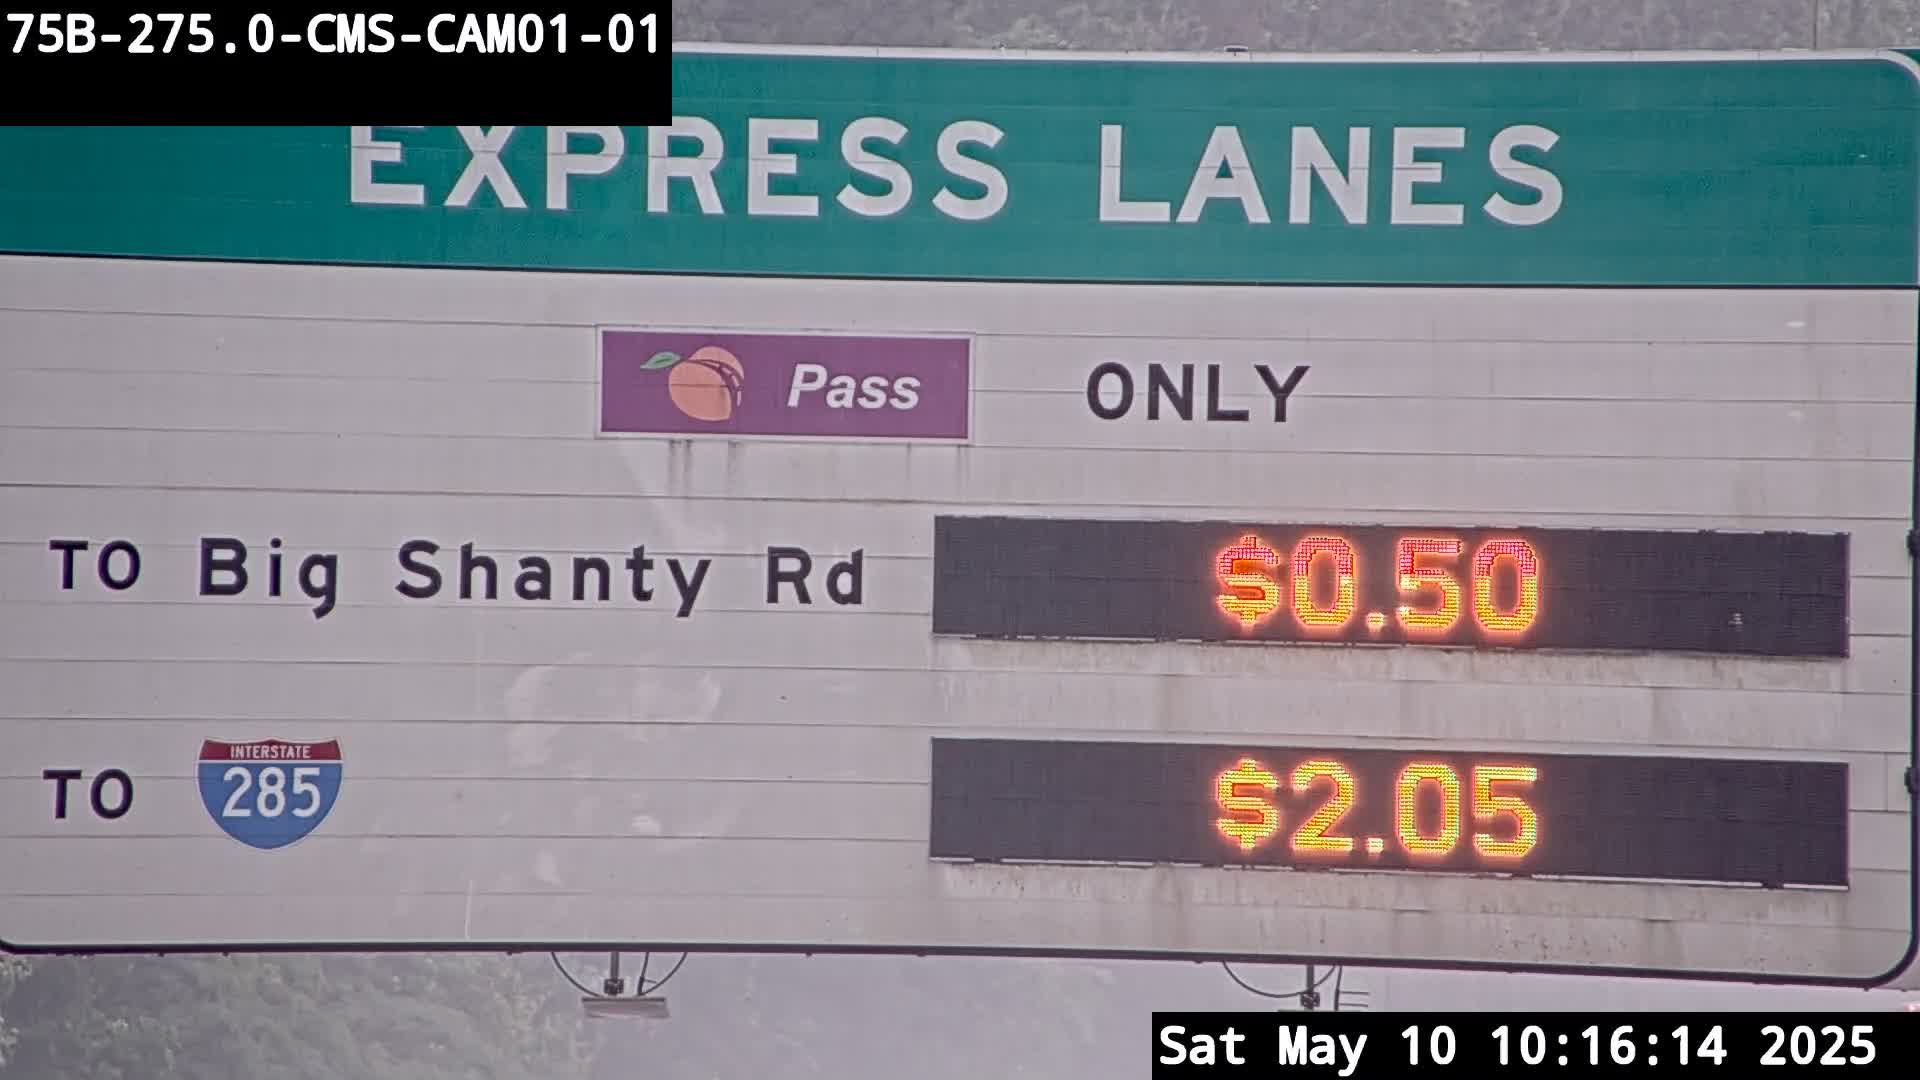 75B-275.0-CMS-CAM01-01
EXPRESS LANES
Pass ONLY
TO Big Shanty Rd $0.50
INTERSTATE
TO 285 $2.05
Sat May 10 10:16:14 2025